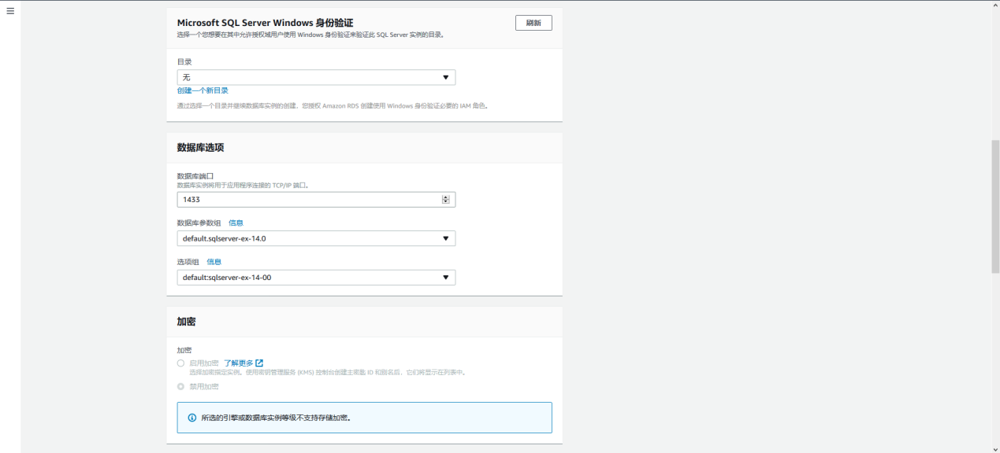 Microsoft SQL Server Windows 身份验证
刷新
选择一个您想要在其中允许授权域用户使用 Windows 身份验证来验证此 SQL Server 实例的目录。
目录
无
创建一个新目录
通过选择一个目录并继续数据库实例的创建，您授权 Amazon RDS 创建使用 Windows 身份验证必要的 IAM 角色。
数据库选项
数据库端口
数据库实例将用于应用程序连接的 TCP/IP 端口。
1433
数据库参数组 信息
default.sqlserver-ex-14.0
选项组 信息
default:sqlserver-ex-14-00
加密
加密
启用加密 了解更多
选择加密指定实例。使用密钥管理服务 (KMS) 控制台创建主密匙 ID 和别名后，它们将显示在列表中。
禁用加密
所选的引擎或数据库实例等级不支持存储加密。